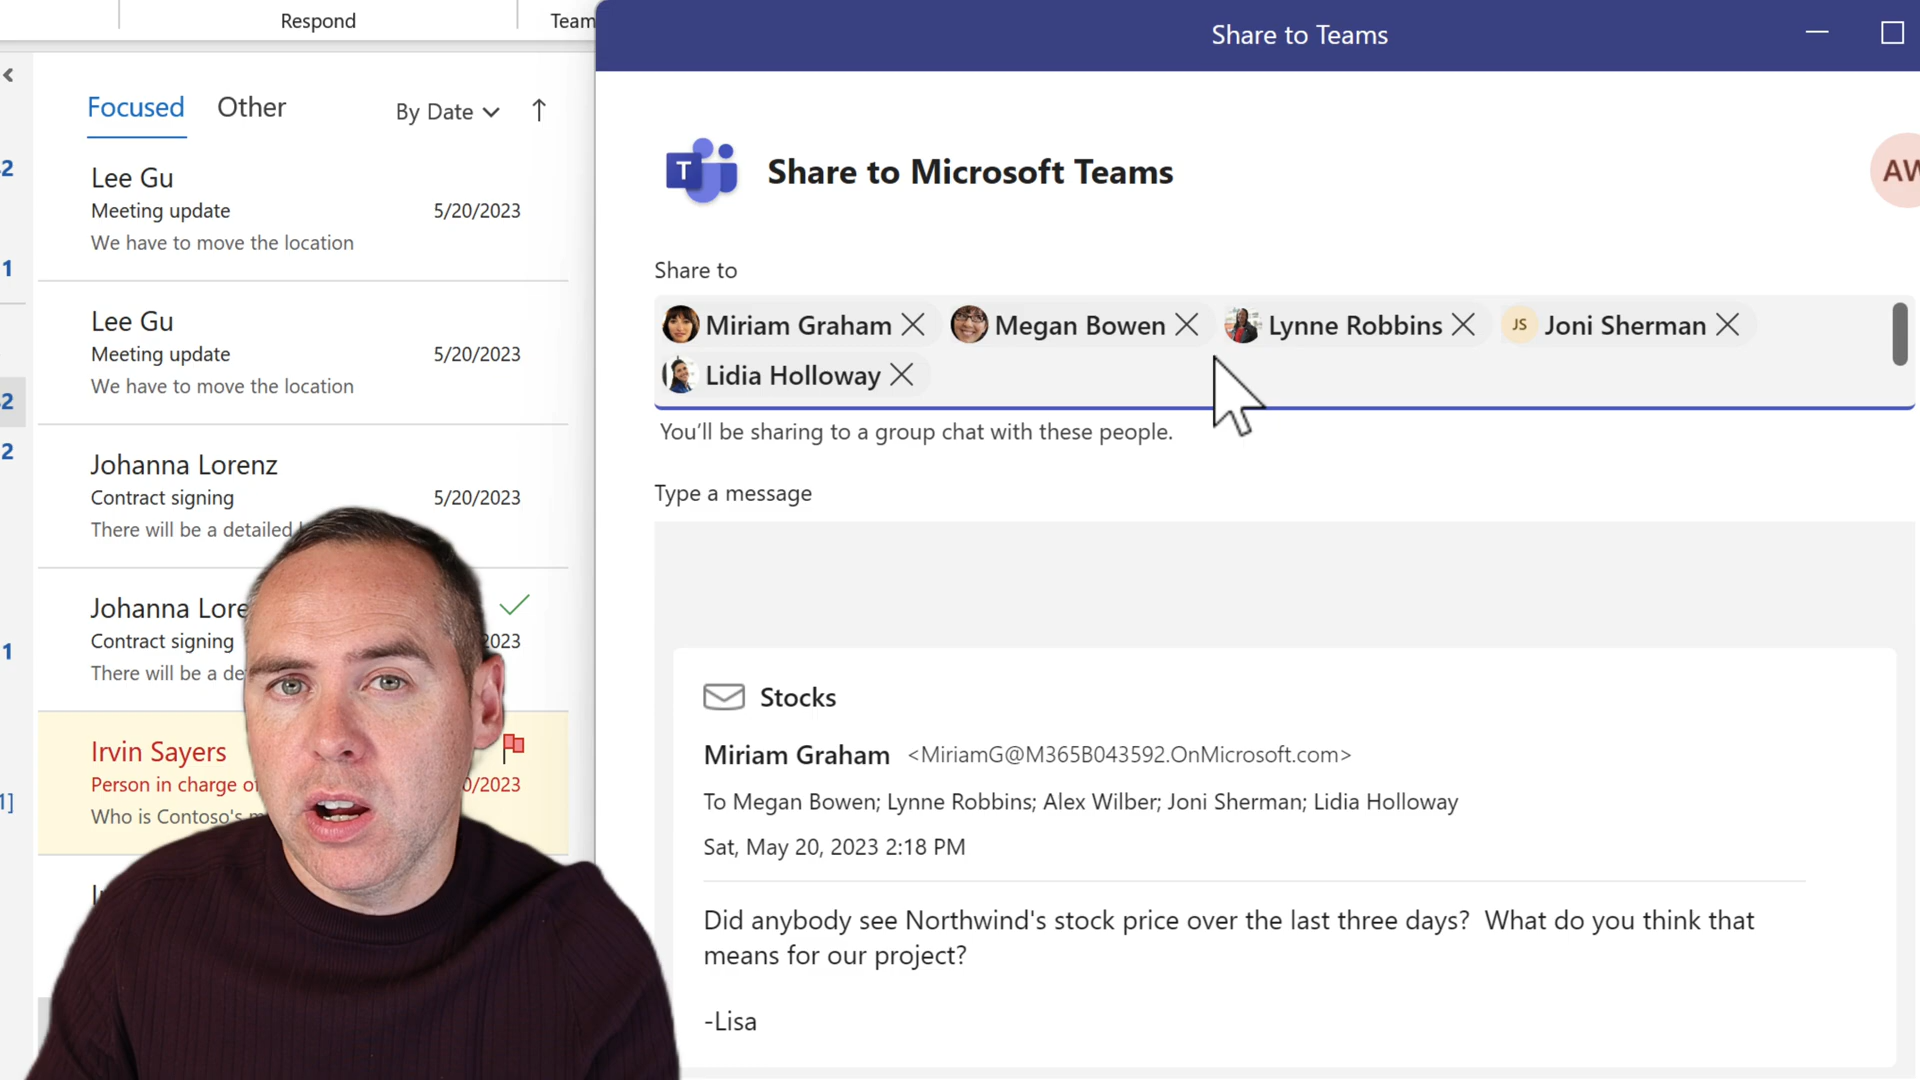 Respond
Team
Focused
Other
By Date
2
Lee Gu
Meeting update
5/20/2023
We have to move the location
1
Lee Gu
Meeting update
5/20/2023
We have to move the location
2
2
Johanna Lorenz
Contract signing
5/20/2023
There will be a detailed
Johanna Lore
Contract signing
2023
There will be a de
1
Irvin Sayers
Person in charge of
0/2023
Who is Contoso's m
1]
Share to Teams
T
Share to Microsoft Teams
AW
Share to
Miriam Graham
Megan Bowen
Lynne Robbins
JS
Joni Sherman
Lidia Holloway
You'll be sharing to a group chat with these people.
Type a message
Stocks
Miriam Graham <MiriamG@M365B043592.OnMicrosoft.com>
To Megan Bowen; Lynne Robbins; Alex Wilber; Joni Sherman; Lidia Holloway
Sat, May 20, 2023 2:18 PM
Did anybody see Northwind's stock price over the last three days? What do you think that
means for our project?
-Lisa